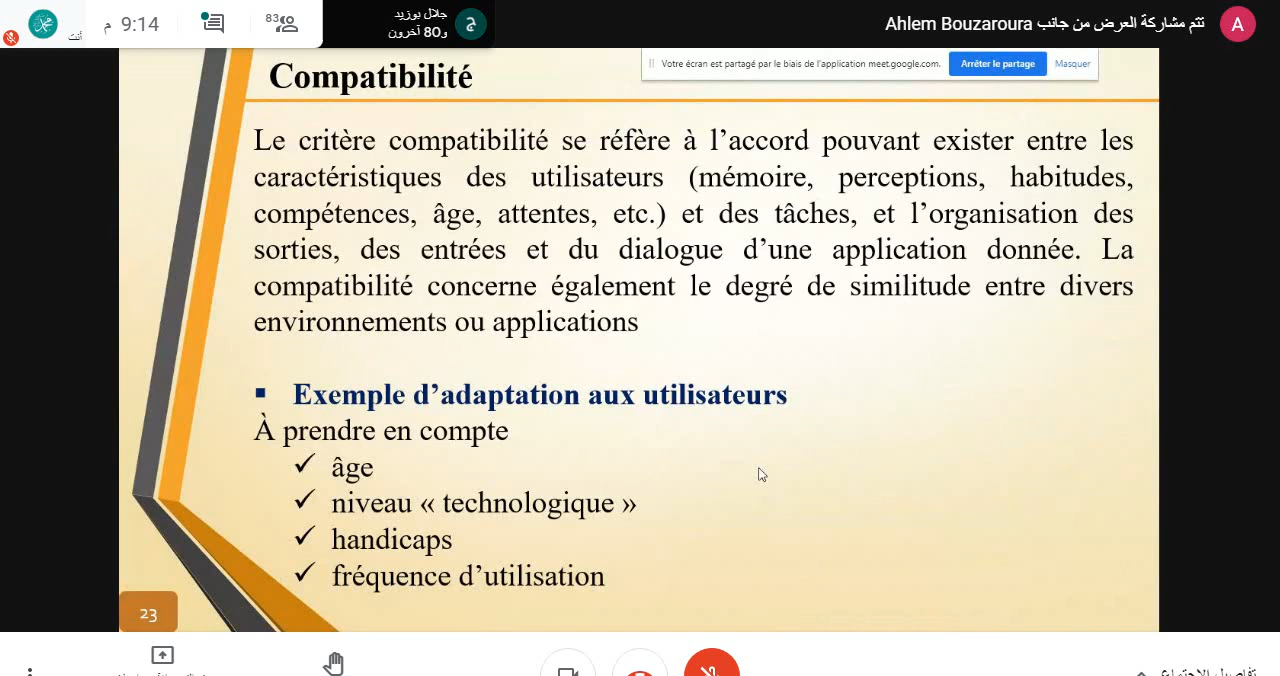 تتم مشاركة العرض من جانب Ahlem Bouzaroura
A
جلال بوزيد
و80 آخرون
ج
83
9:14 م
أنت
Votre écran est partagé par le biais de l'application meet.google.com.
Arrêter le partage
Masquer
Compatibilité
Le critère compatibilité se réfère à l’accord pouvant exister entre les
caractéristiques des utilisateurs (mémoire, perceptions, habitudes,
compétences, âge, attentes, etc.) et des tâches, et l’organisation des
sorties, des entrées et du dialogue d’une application donnée. La
compatibilité concerne également le degré de similitude entre divers
environnements ou applications
▪ Exemple d’adaptation aux utilisateurs
À prendre en compte
✓ âge
✓ niveau « technologique »
✓ handicaps
✓ fréquence d’utilisation
23
تفاصيل الاجتماع